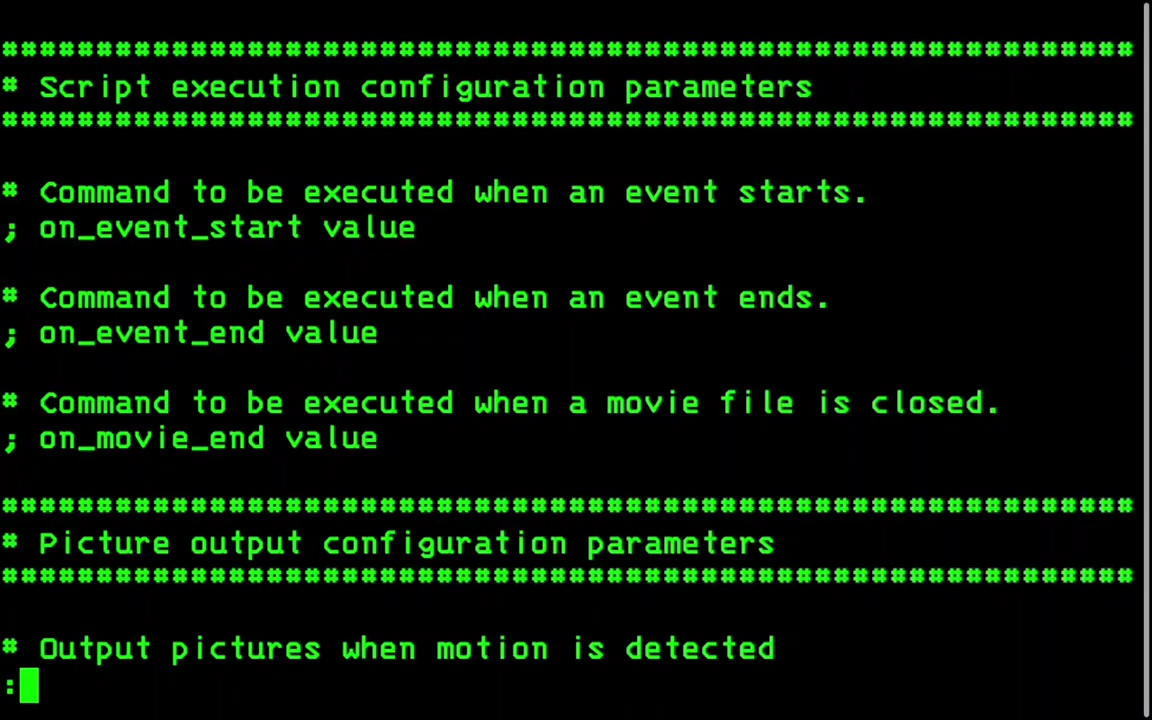 ############################################################
# Script execution configuration parameters
############################################################
# Command to be executed when an event starts.
; on_event_start value
# Command to be executed when an event ends.
; on_event_end value
# Command to be executed when a movie file is closed.
; on_movie_end value
############################################################
# Picture output configuration parameters
############################################################
# Output pictures when motion is detected
: